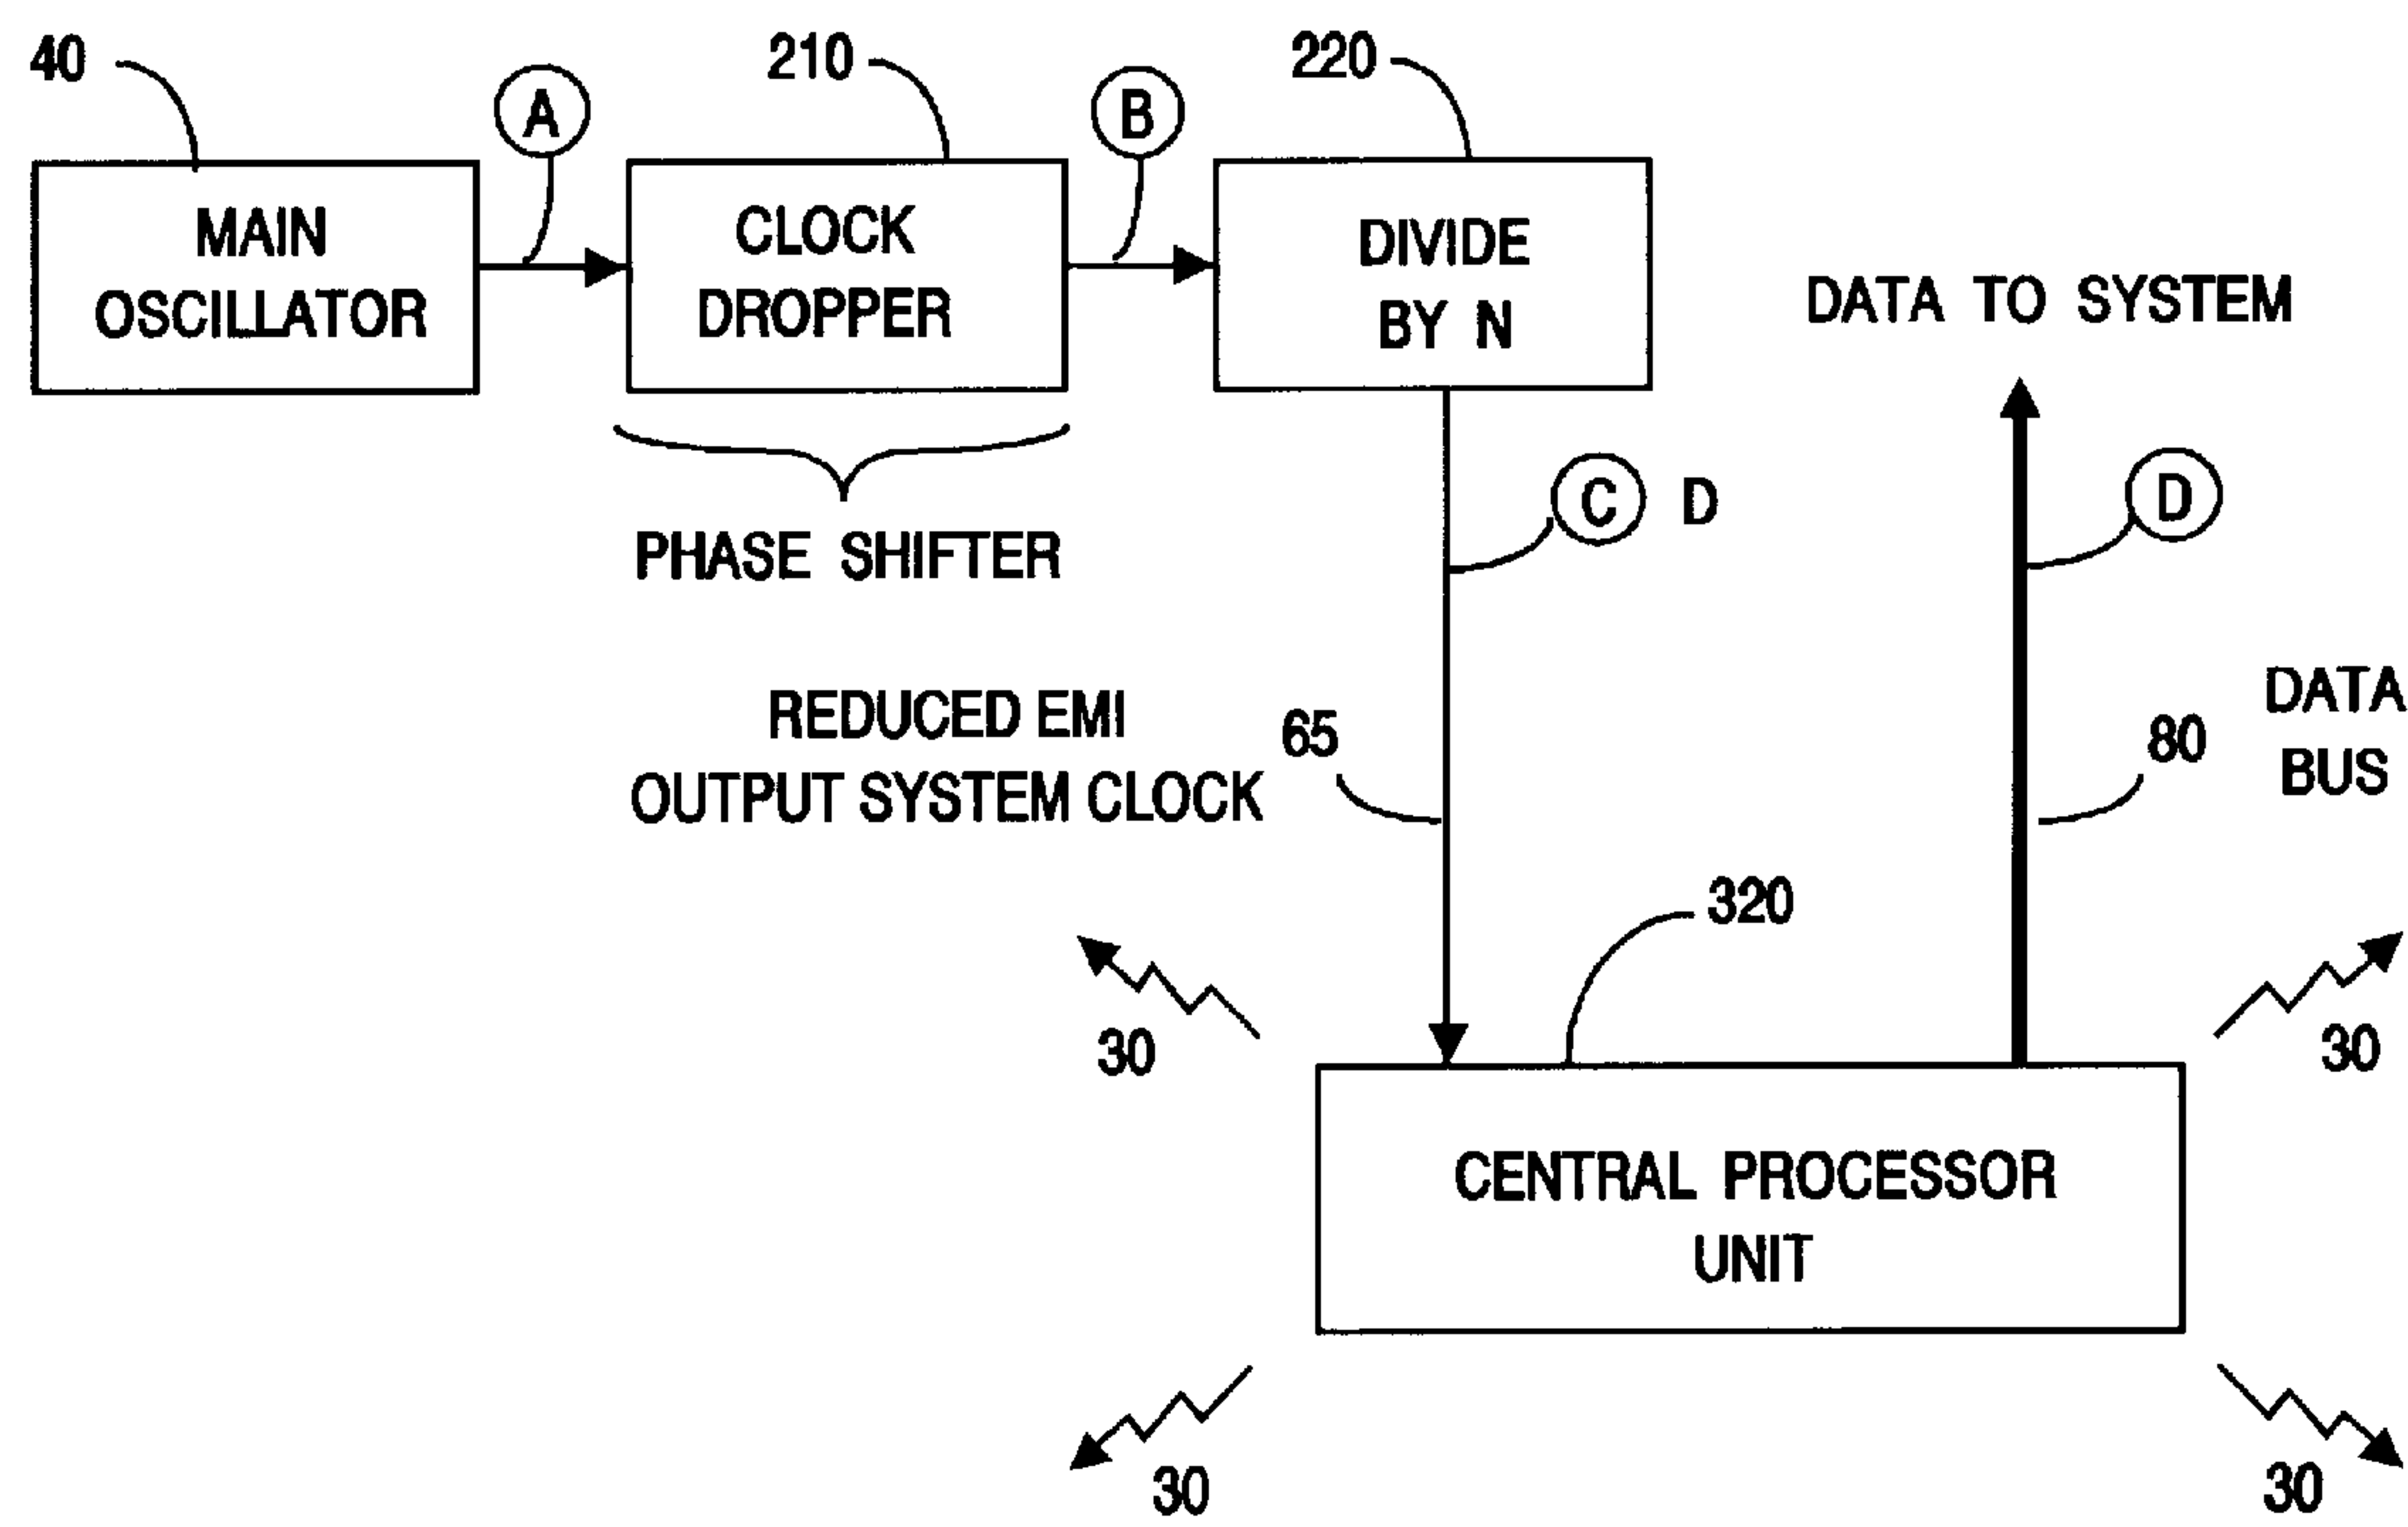 40
A
210
B
220
MAIN
OSCILLATOR
CLOCK
DROPPER
DIVIDE
BY N
DATA TO SYSTEM
C D
D
PHASE SHIFTER
REDUCED EMI
OUTPUT SYSTEM CLOCK
65
80
DATA
BUS
320
30
30
CENTRAL PROCESSOR
UNIT
30
30